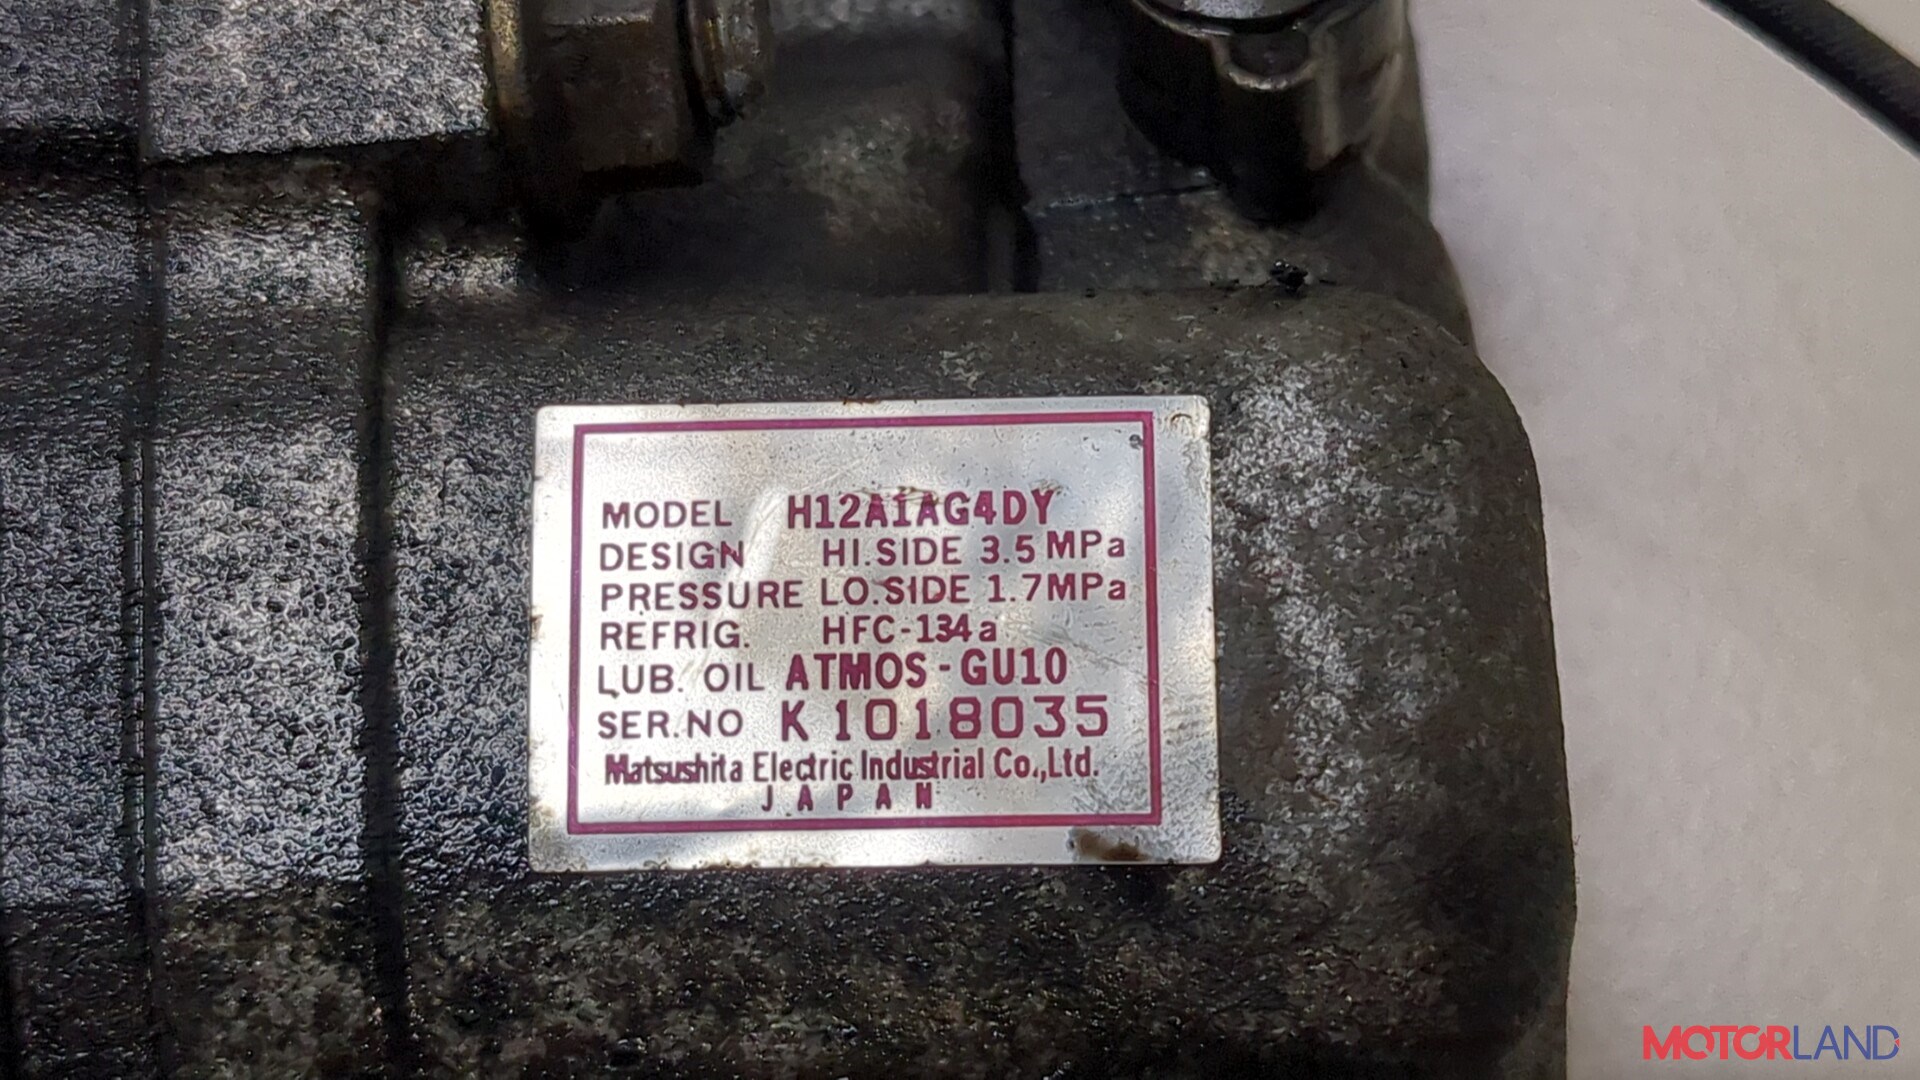 MODEL H12A1AG4DY
DESIGN HI.SIDE 3.5 MPa
PRESSURE LO.SIDE 1.7MPa
REFRIG. HFC-134a
LUB. OIL ATMOS-GU10
SER.NO K1018035
Matsushita Electric Industrial Co.,Ltd.
JAPAN
MOTORLAND